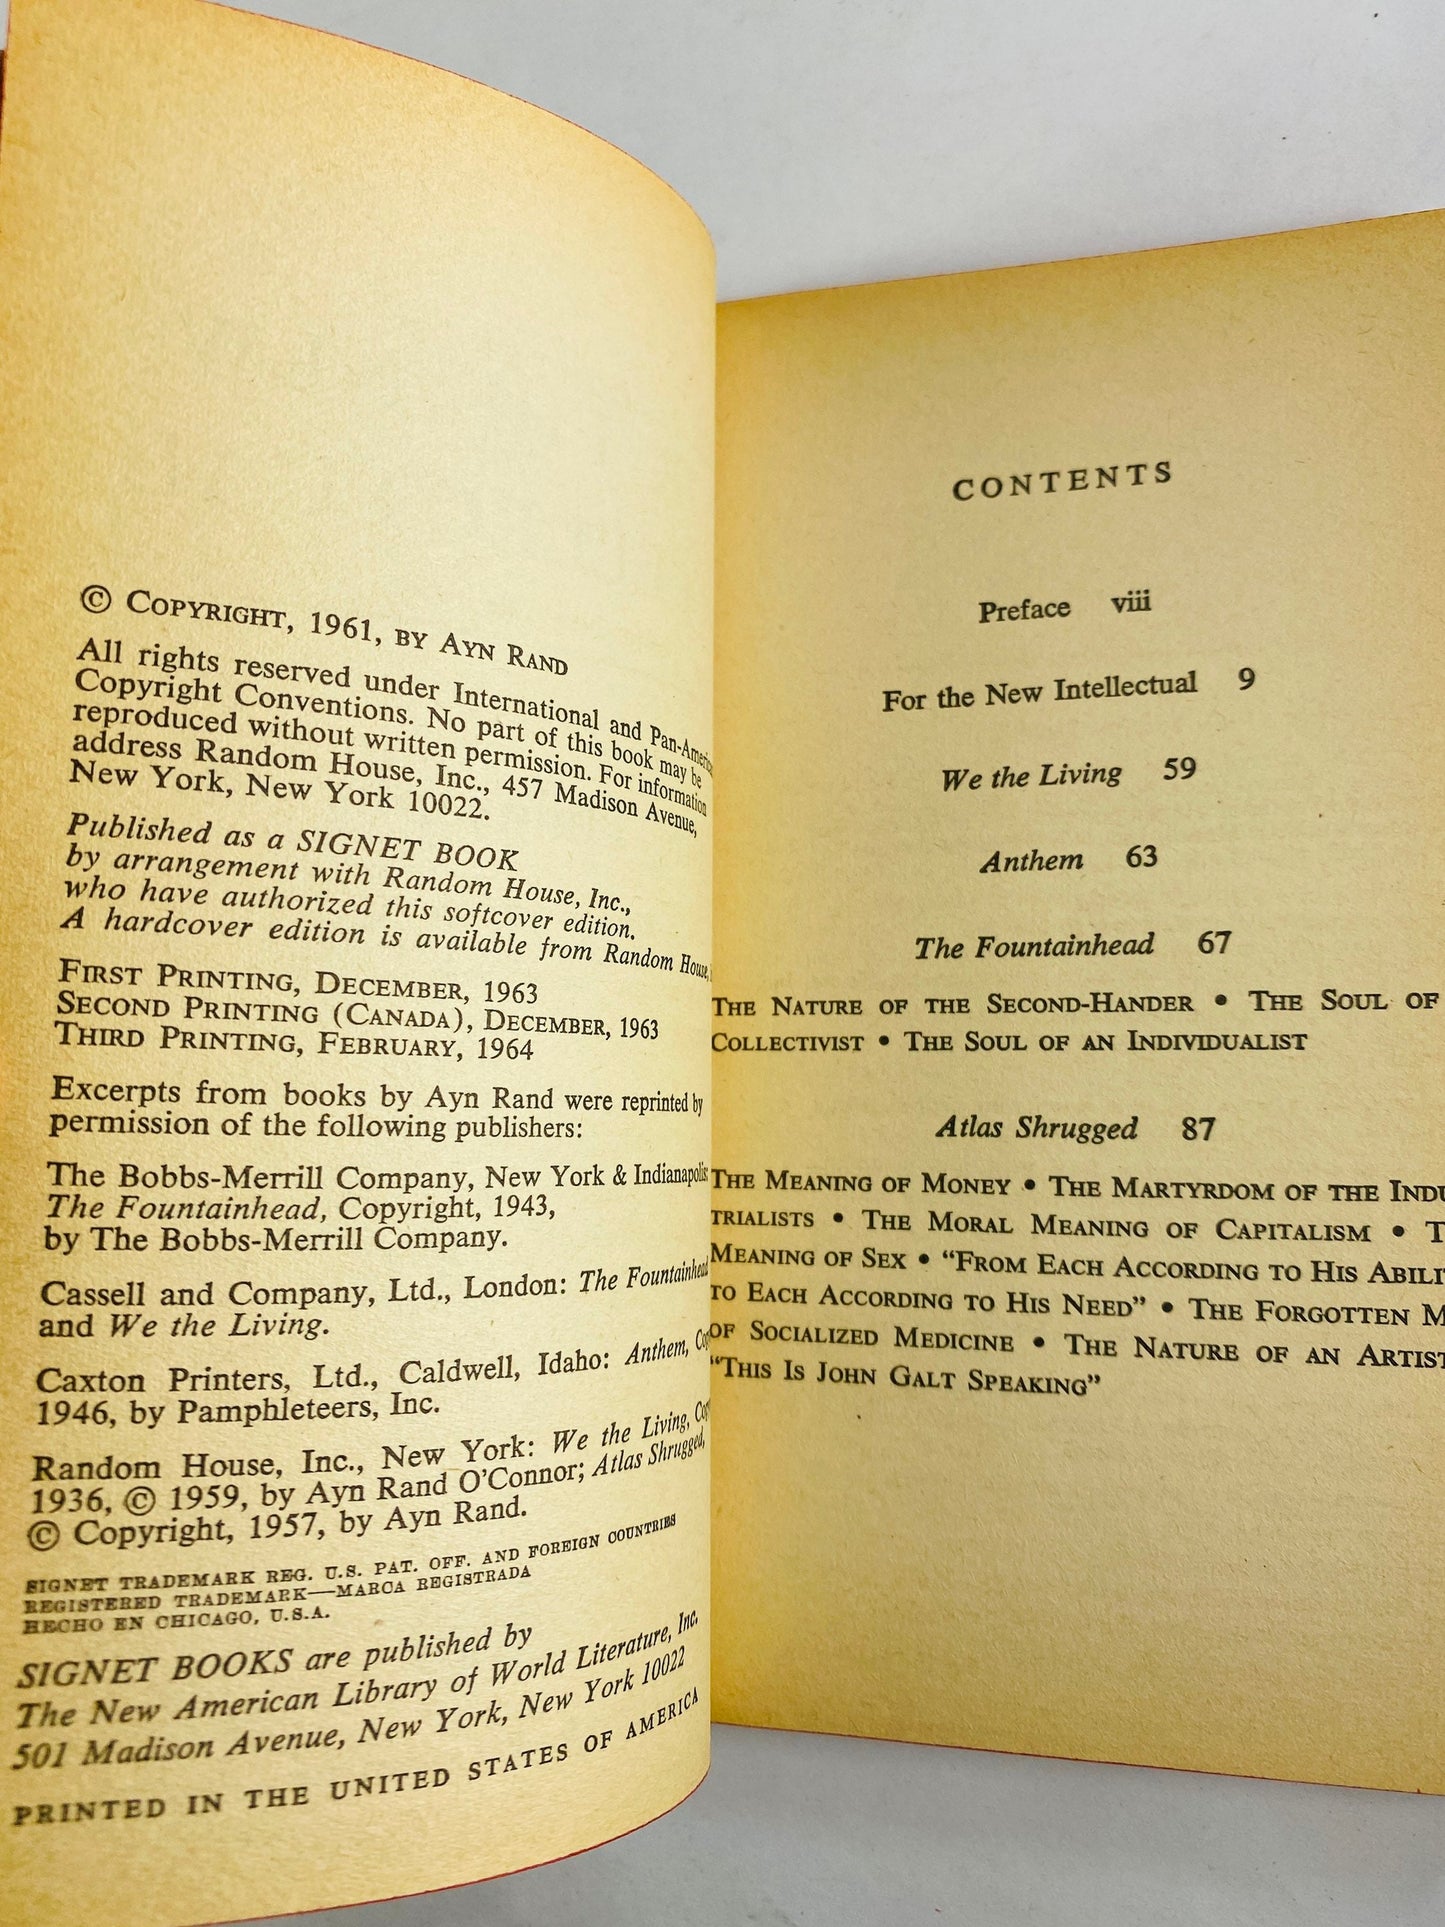 © COPYRIGHT, 1961, BY AYN RAND
All rights reserved under International and Pan-American
Copyright Conventions. No part of this book may be
reproduced without written permission. For information
address Random House, Inc., 457 Madison Avenue,
New York, New York 10022.
Published as a SIGNET BOOK
by arrangement with Random House, Inc.,
who have authorized this softcover edition.
A hardcover edition is available from Random House,
FIRST PRINTING, DECEMBER, 1963
SECOND PRINTING (CANADA), DECEMBER, 1963
THIRD PRINTING, FEBRUARY, 1964
Excerpts from books by Ayn Rand were reprinted by
permission of the following publishers:
The Bobbs-Merrill Company, New York & Indianapolis:
The Fountainhead, Copyright, 1943,
by The Bobbs-Merrill Company.
Cassell and Company, Ltd., London: The Fountainhead
and We the Living.
Caxton Printers, Ltd., Caldwell, Idaho: Anthem,
1946, by Pamphleteers, Inc.
Random House, Inc., New York: We the Living,
1936, © 1959, by Ayn Rand O'Connor; Atlas Shrugged,
© Copyright, 1957, by Ayn Rand.
SIGNET TRADEMARK REG. U.S. PAT. OFF. AND FOREIGN COUNTRIES
REGISTERED TRADEMARK—MARCA REGISTRADA
HECHO EN CHICAGO, U.S.A.
SIGNET BOOKS are published by
The New American Library of World Literature, Inc.
501 Madison Avenue, New York, New York 10022
PRINTED IN THE UNITED STATES OF AMERICA
CONTENTS
Preface viii
For the New Intellectual 9
We the Living 59
Anthem 63
The Fountainhead 67
THE NATURE OF THE SECOND-HANDER • THE SOUL OF
COLLECTIVIST • THE SOUL OF AN INDIVIDUALIST
Atlas Shrugged 87
THE MEANING OF MONEY • THE MARTYRDOM OF THE INDU
TRIALISTS • THE MORAL MEANING OF CAPITALISM • T
MEANING OF SEX • "FROM EACH ACCORDING TO HIS ABILI
TO EACH ACCORDING TO HIS NEED" • THE FORGOTTEN M
OF SOCIALIZED MEDICINE • THE NATURE OF AN ARTIST
"THIS IS JOHN GALT SPEAKING"